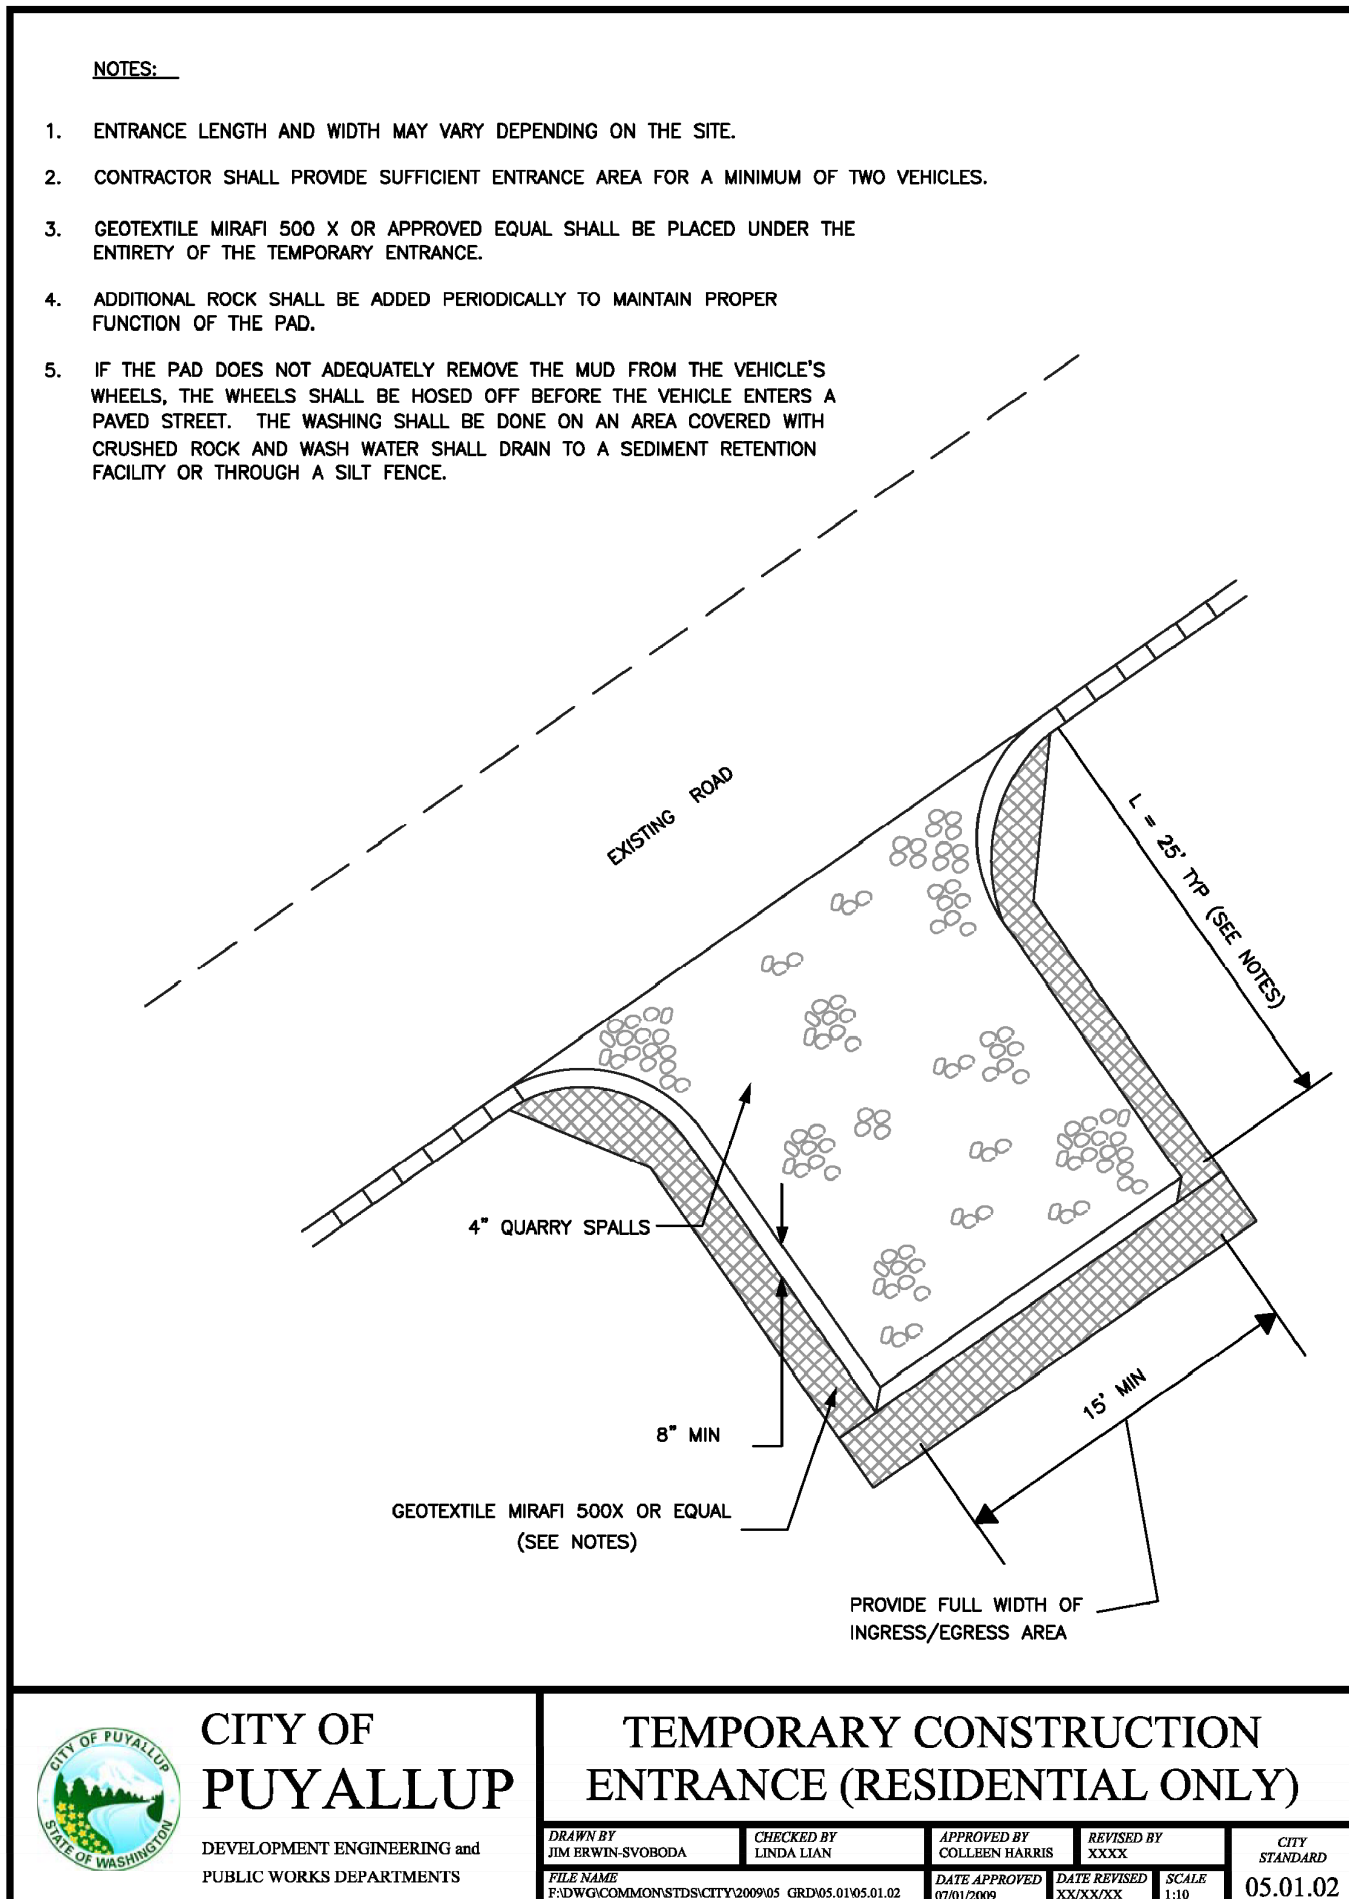 NOTES:
1. ENTRANCE LENGTH AND WIDTH MAY VARY DEPENDING ON THE SITE.
2. CONTRACTOR SHALL PROVIDE SUFFICIENT ENTRANCE AREA FOR A MINIMUM OF TWO VEHICLES.
3. GEOTEXTILE MIRAFI 500 X OR APPROVED EQUAL SHALL BE PLACED UNDER THE
ENTIRETY OF THE TEMPORARY ENTRANCE.
4. ADDITIONAL ROCK SHALL BE ADDED PERIODICALLY TO MAINTAIN PROPER
FUNCTION OF THE PAD.
5. IF THE PAD DOES NOT ADEQUATELY REMOVE THE MUD FROM THE VEHICLE'S
WHEELS, THE WHEELS SHALL BE HOSED OFF BEFORE THE VEHICLE ENTERS A
PAVED STREET. THE WASHING SHALL BE DONE ON AN AREA COVERED WITH
CRUSHED ROCK AND WASH WATER SHALL DRAIN TO A SEDIMENT RETENTION
FACILITY OR THROUGH A SILT FENCE.
EXISTING ROAD
L = 25' TYP (SEE NOTES)
4" QUARRY SPALLS
8" MIN
15' MIN
GEOTEXTILE MIRAFI 500X OR EQUAL
(SEE NOTES)
PROVIDE FULL WIDTH OF
INGRESS/EGRESS AREA
CITY OF PUYALLUP
STATE OF WASHINGTON
CITY OF
PUYALLUP
DEVELOPMENT ENGINEERING and
PUBLIC WORKS DEPARTMENTS
TEMPORARY CONSTRUCTION
ENTRANCE (RESIDENTIAL ONLY)
DRAWN BY
JIM ERWIN-SVOBODA
CHECKED BY
LINDA LIAN
APPROVED BY
COLLEEN HARRIS
REVISED BY
XXXX
CITY
STANDARD
05.01.02
FILE NAME
F:\DWG\COMMON\STDS\CITY\2009\05_GRD\05.01\05.01.02
DATE APPROVED
07/01/2009
DATE REVISED
XX/XX/XX
SCALE
1:10